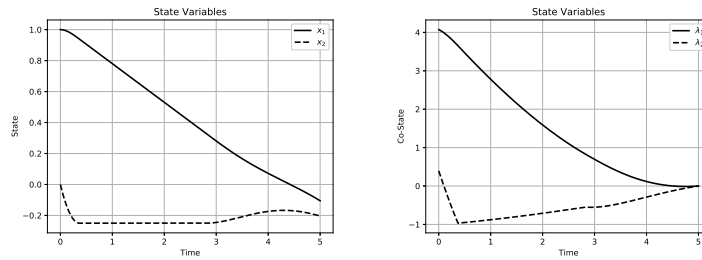 State Variables
State
1.0
0.8
0.6
0.4
0.2
0.0
−0.2
x₁
x₂
0 1 2 3 4 5
Time
State Variables
Co-State
4
3
2
1
0
−1
0 1 2 3 4 5
Time